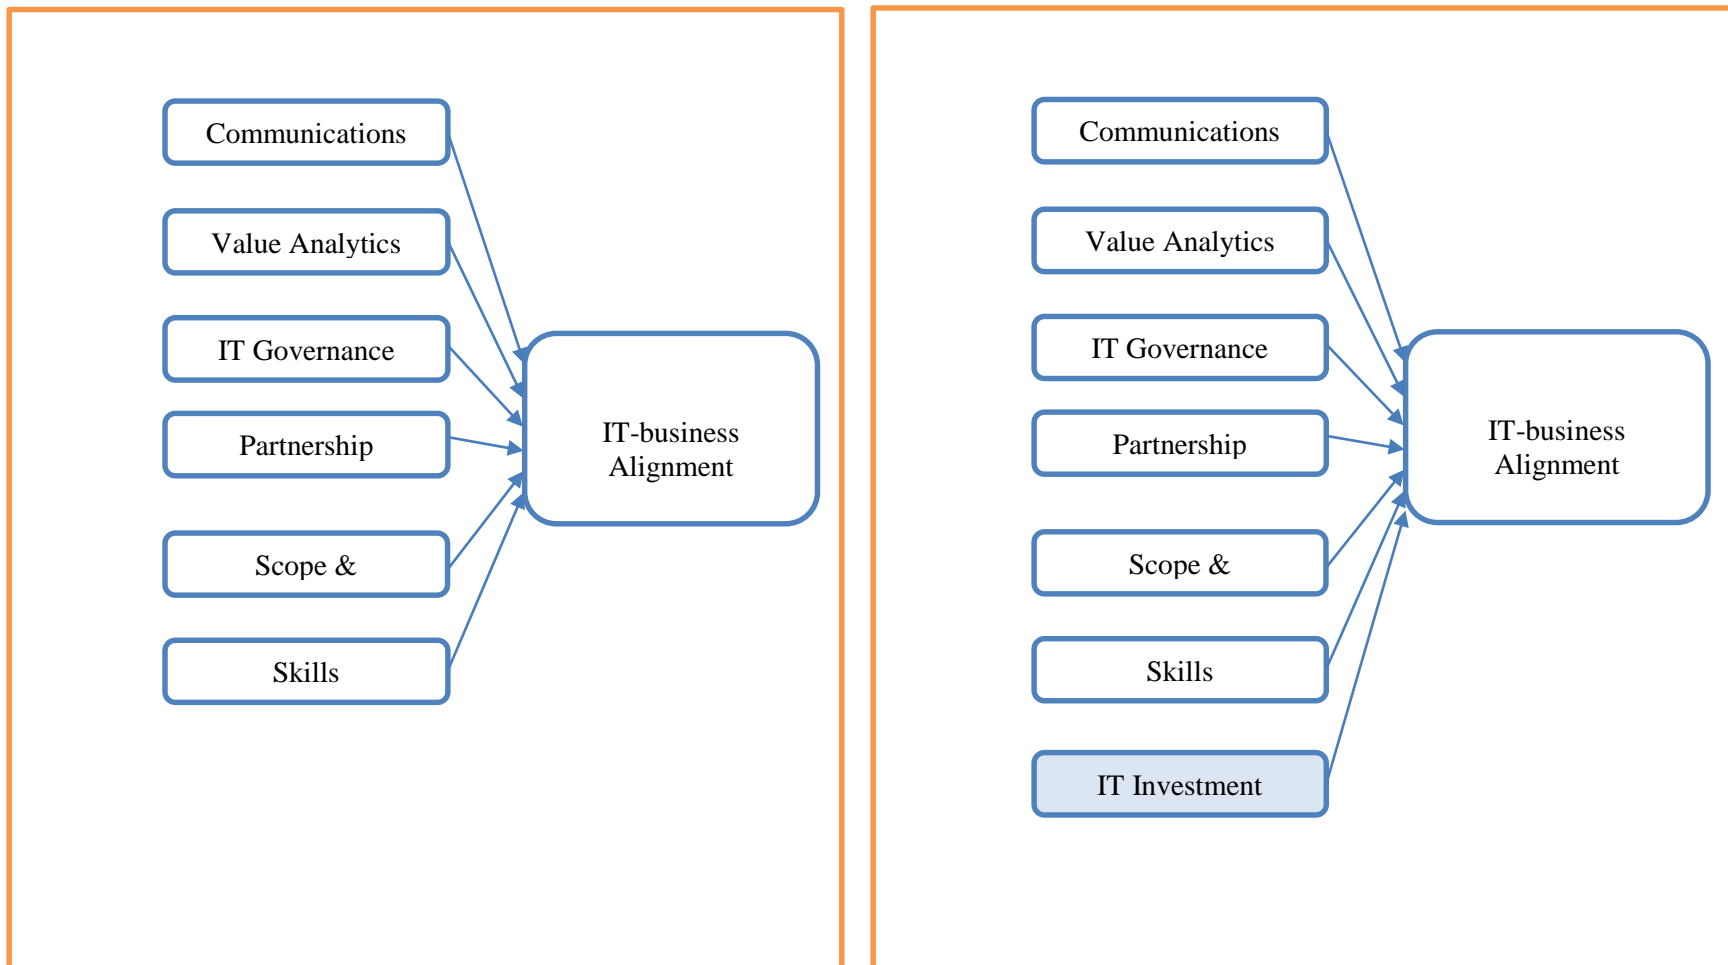 Communications
Value Analytics
IT Governance
Partnership
Scope &
Skills
IT-business
Alignment
Communications
Value Analytics
IT Governance
Partnership
Scope &
Skills
IT Investment
IT-business
Alignment